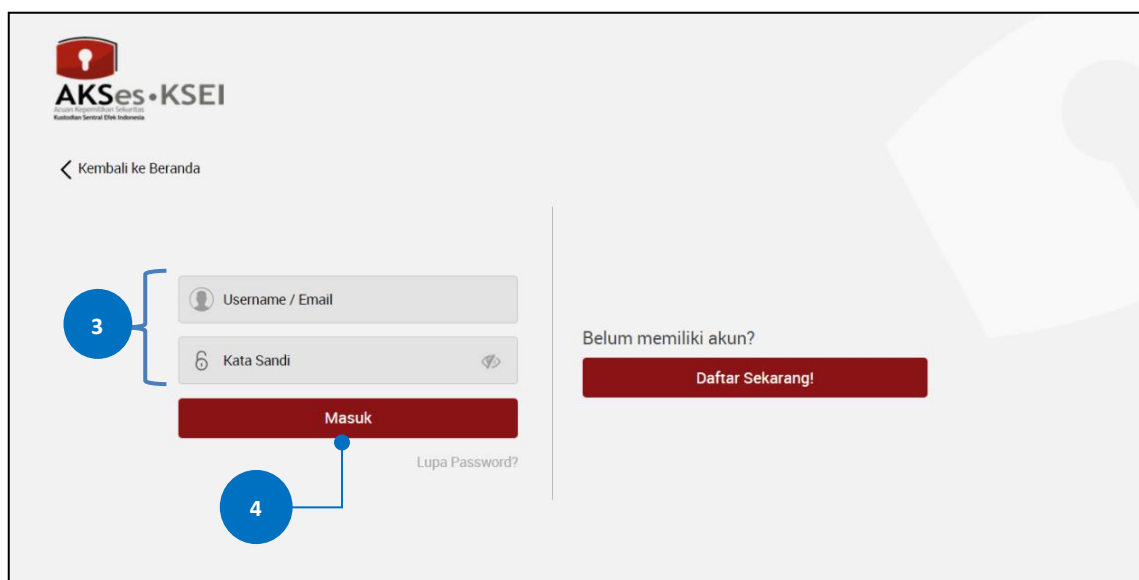 AKSes•KSEI
Acuan Kepemilikan Sekuritas
Kustodian Sentral Efek Indonesia
Kembali ke Beranda
3
Username / Email
Kata Sandi
Masuk
Lupa Password?
4
Belum memiliki akun?
Daftar Sekarang!